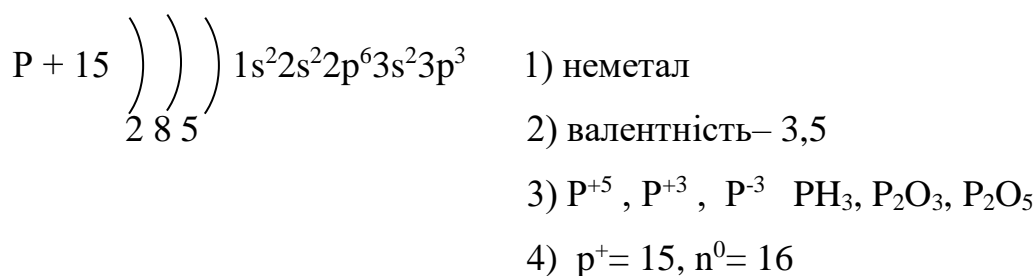 P + 15 ) ) ) 1s²2s²2p⁶3s²3p³ 1) неметал
2 8 5 2) валентність– 3,5
3) P⁺⁵ , P⁺³ , P⁻³ PH₃, P₂O₃, P₂O₅
4) p⁺= 15, n⁰= 16